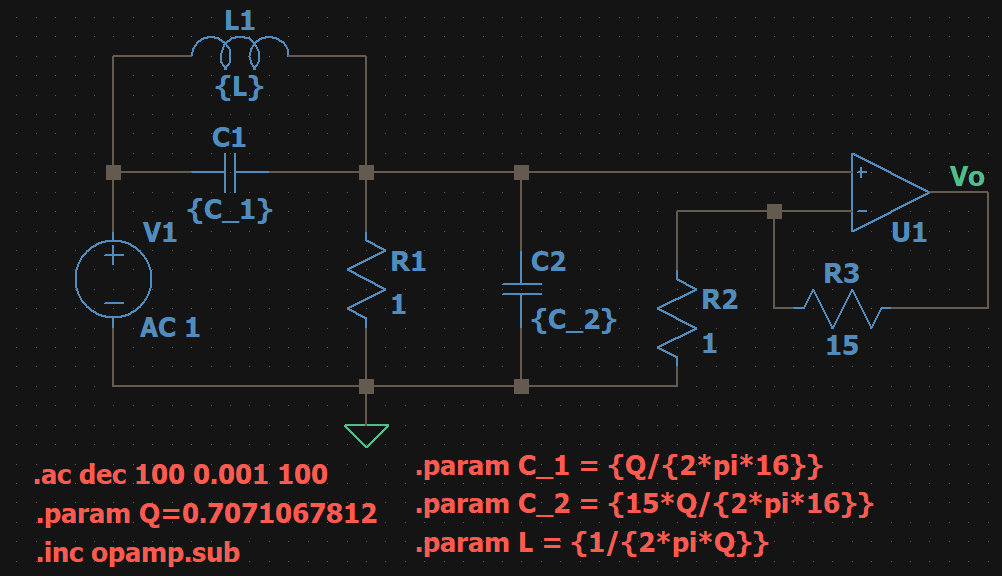 L1
{L}
C1
{C_1}
V1
AC 1
R1
1
C2
{C_2}
R2
1
R3
15
+
−
U1
Vo
.ac dec 100 0.001 100
.param Q=0.7071067812
.inc opamp.sub
.param C_1 = {Q/{2*pi*16}}
.param C_2 = {15*Q/{2*pi*16}}
.param L = {1/{2*pi*Q}}